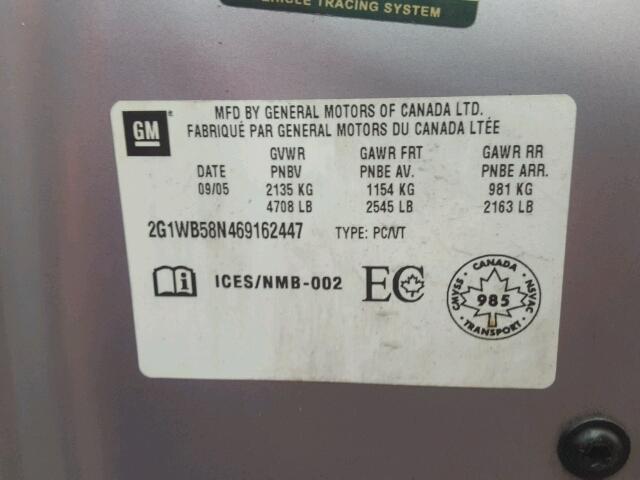 VEHICLE TRACING SYSTEM
GM
MFD BY GENERAL MOTORS OF CANADA LTD.
FABRIQUÉ PAR GENERAL MOTORS DU CANADA LTÉE
GVWR GAWR FRT GAWR RR
DATE PNBV PNBE AV. PNBE ARR.
09/05 2135 KG 1154 KG 981 KG
4708 LB 2545 LB 2163 LB
2G1WB58N469162447 TYPE: PC/VT
ICES/NMB-002 EC
CANADA
CMVSS 985 NSVAC
TRANSPORT